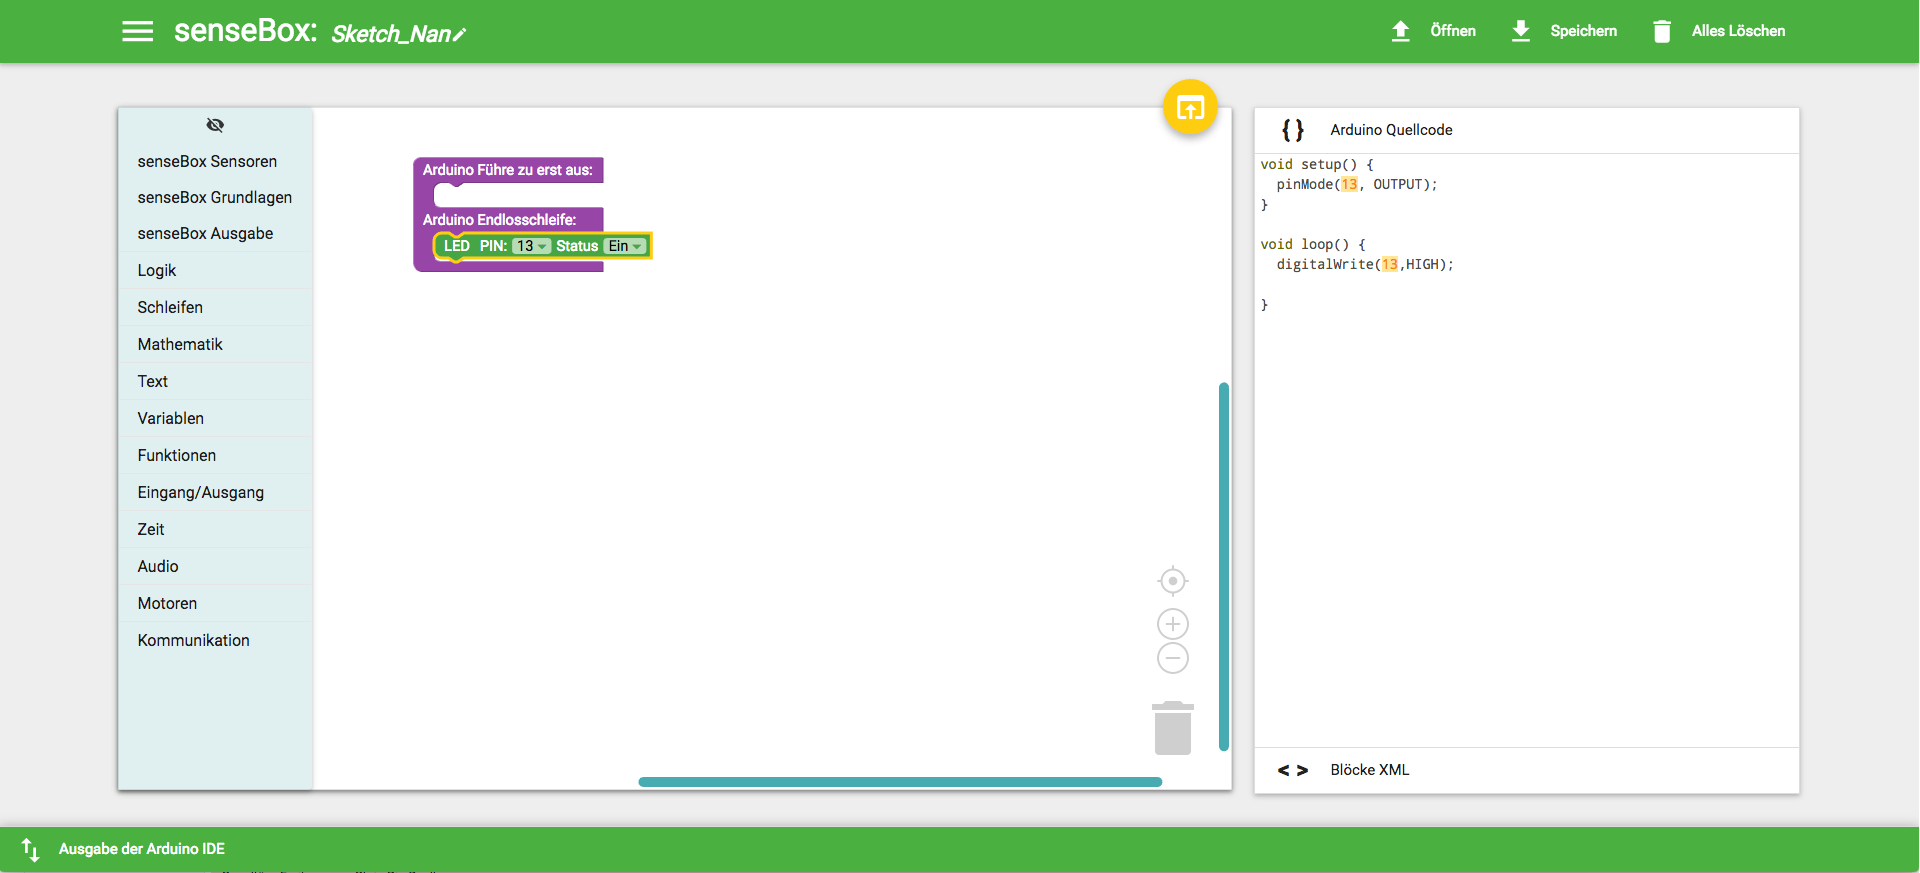 senseBox: Sketch_Nan
Öffnen
Speichern
Alles Löschen
senseBox Sensoren
senseBox Grundlagen
senseBox Ausgabe
Logik
Schleifen
Mathematik
Text
Variablen
Funktionen
Eingang/Ausgang
Zeit
Audio
Motoren
Kommunikation
Arduino Führe zu erst aus:
Arduino Endlosschleife:
LED PIN: 13 Status Ein
{ } Arduino Quellcode
void setup() {
pinMode(13, OUTPUT);
}
void loop() {
digitalWrite(13,HIGH);
}
< > Blöcke XML
Ausgabe der Arduino IDE